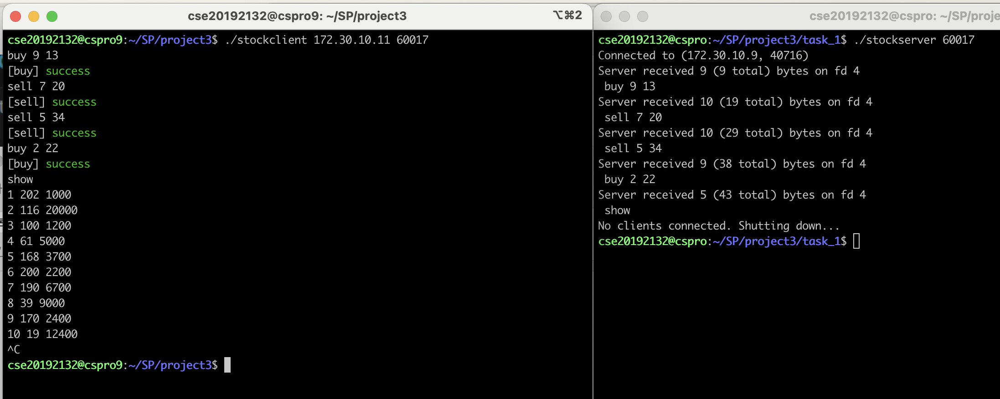 cse20192132@cspro9: ~/SP/project3
⌥⌘2
cse20192132@cspro9:~/SP/project3$ ./stockclient 172.30.10.11 60017
buy 9 13
[buy] success
sell 7 20
[sell] success
sell 5 34
[sell] success
buy 2 22
[buy] success
show
1 202 1000
2 116 20000
3 100 1200
4 61 5000
5 168 3700
6 200 2200
7 190 6700
8 39 9000
9 170 2400
10 19 12400
^C
cse20192132@cspro9:~/SP/project3$
cse20192132@cspro: ~/SP/proje
cse20192132@cspro:~/SP/project3/task_1$ ./stockserver 60017
Connected to (172.30.10.9, 40716)
Server received 9 (9 total) bytes on fd 4
buy 9 13
Server received 10 (19 total) bytes on fd 4
sell 7 20
Server received 10 (29 total) bytes on fd 4
sell 5 34
Server received 9 (38 total) bytes on fd 4
buy 2 22
Server received 5 (43 total) bytes on fd 4
show
No clients connected. Shutting down...
cse20192132@cspro:~/SP/project3/task_1$